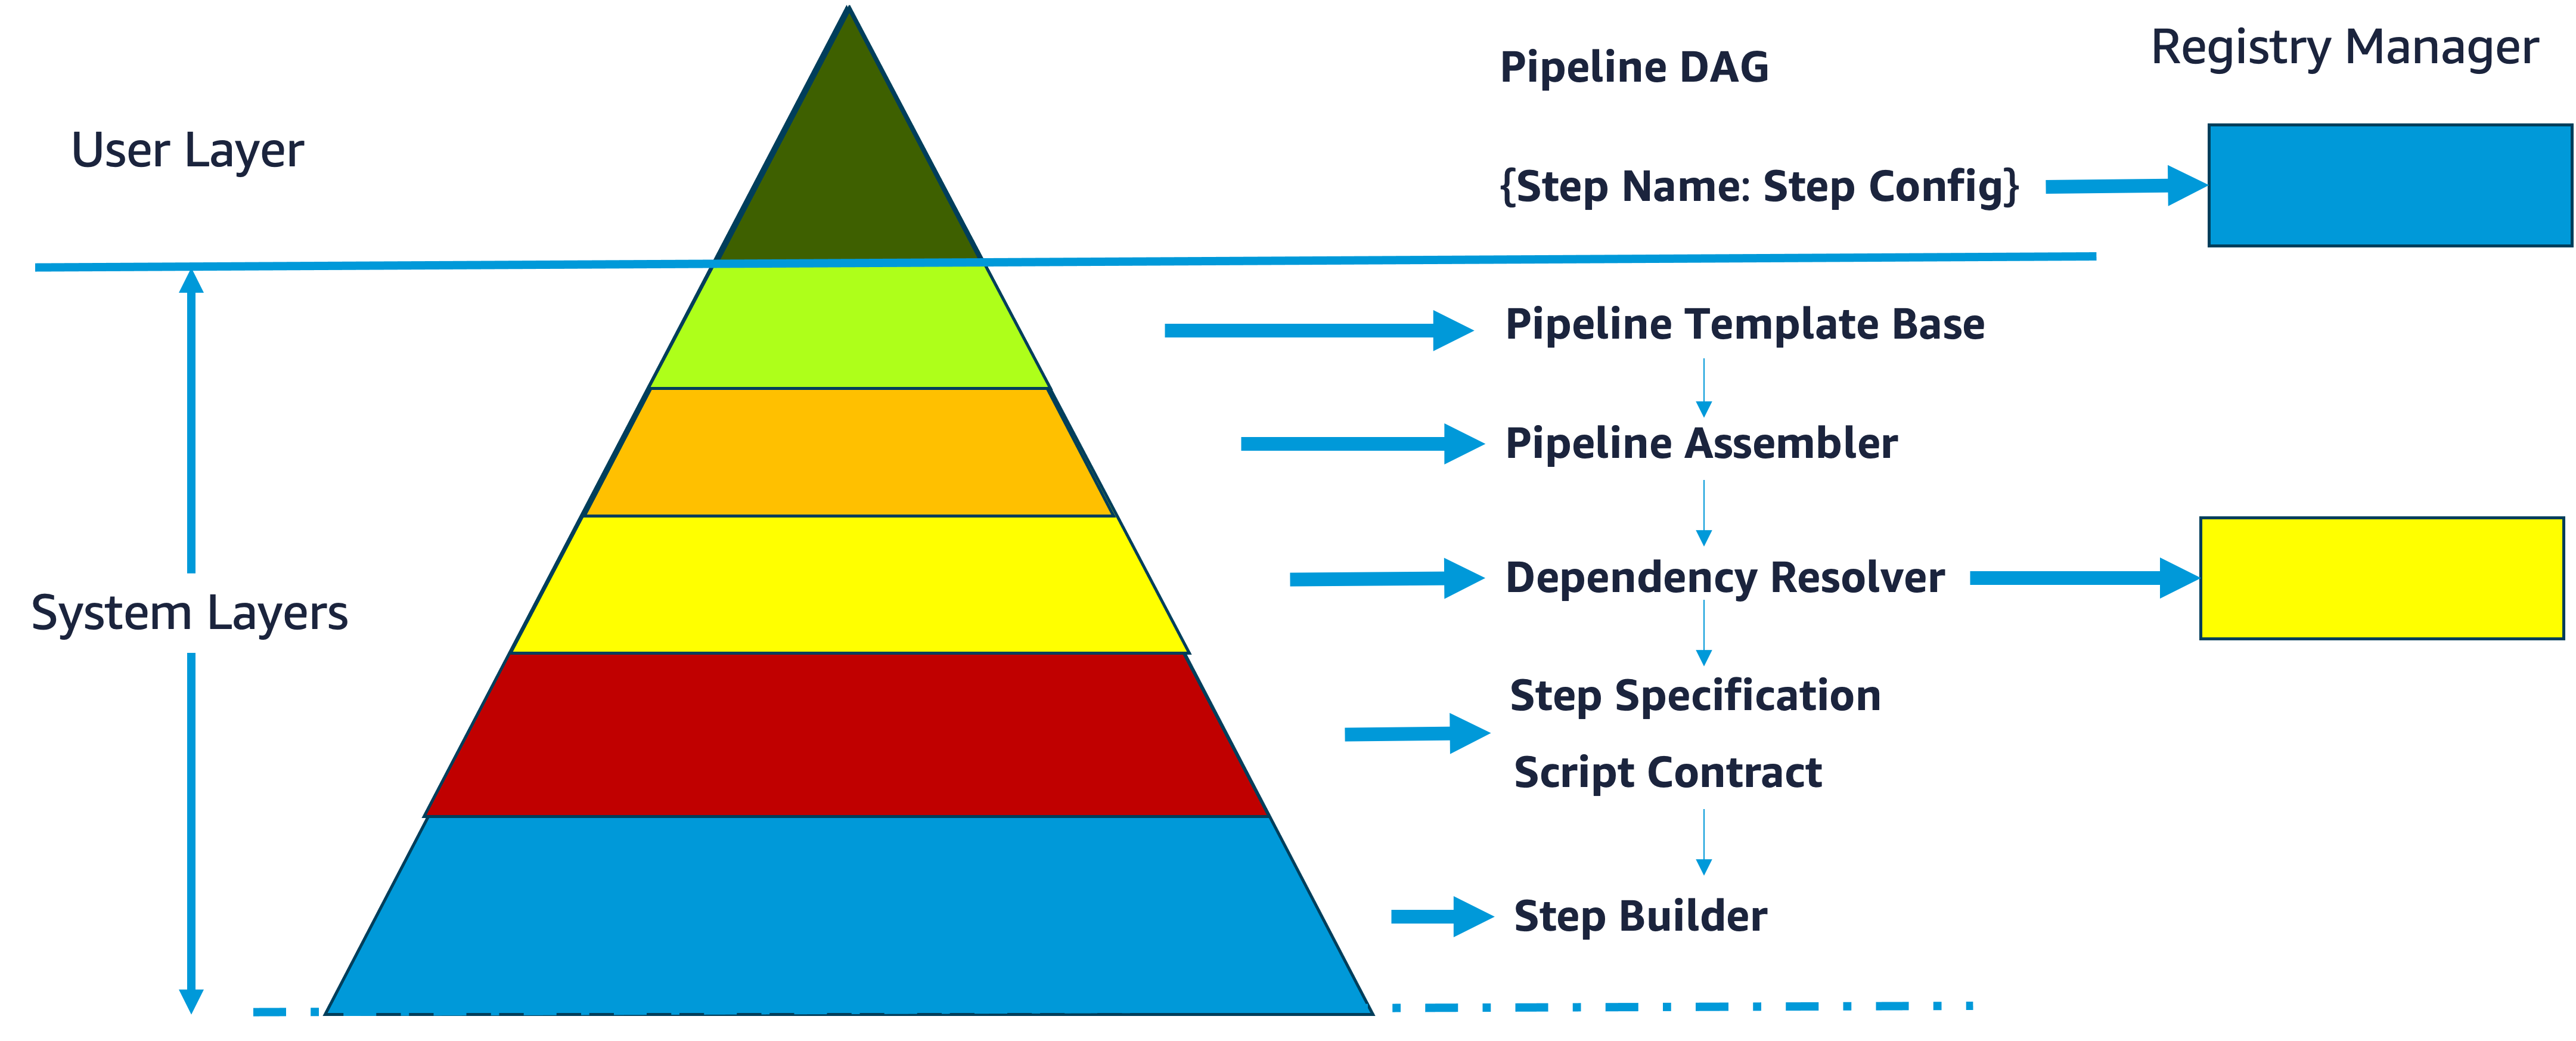 Pipeline DAG
Registry Manager
User Layer
{Step Name: Step Config}
Pipeline Template Base
Pipeline Assembler
Dependency Resolver
System Layers
Step Specification
Script Contract
Step Builder